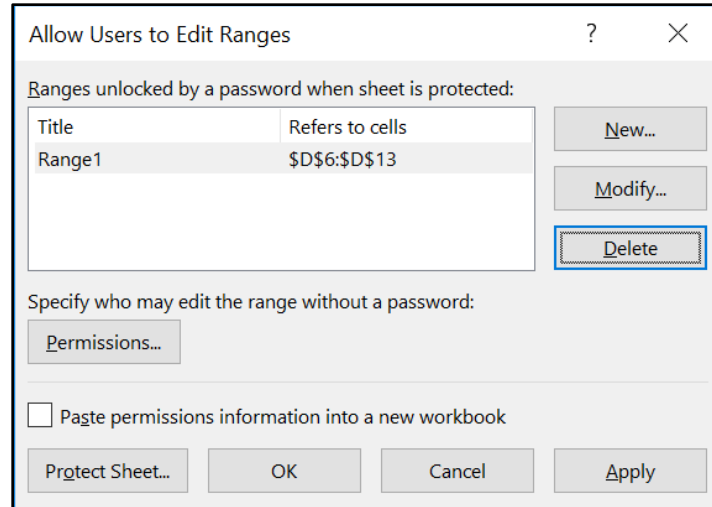 Allow Users to Edit Ranges ?
Ranges unlocked by a password when sheet is protected:
Title Refers to cells
Range1 $D$6:$D$13
New...
Modify...
Delete
Specify who may edit the range without a password:
Permissions...
Paste permissions information into a new workbook
Protect Sheet... OK Cancel Apply